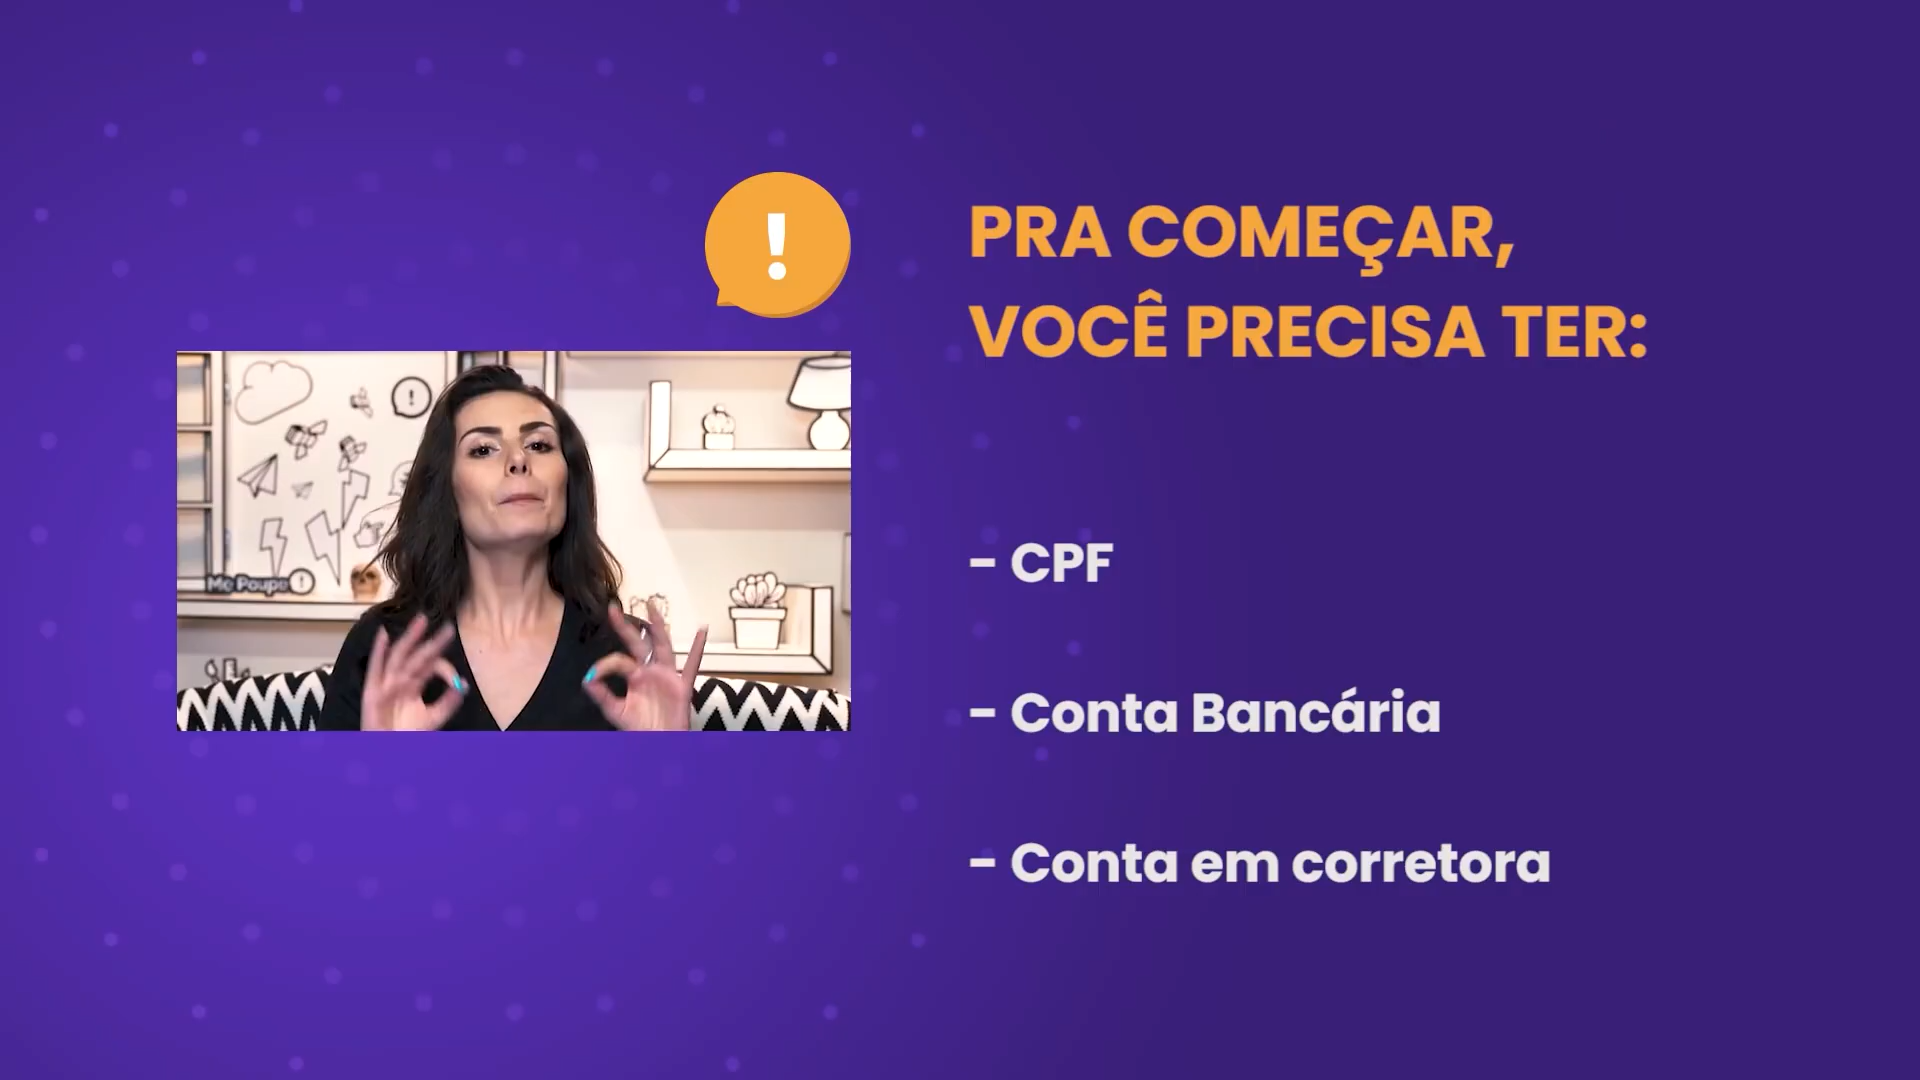 !
PRA COMEÇAR,
VOCÊ PRECISA TER:
!
Me Poupe!
- CPF
- Conta Bancária
- Conta em corretora